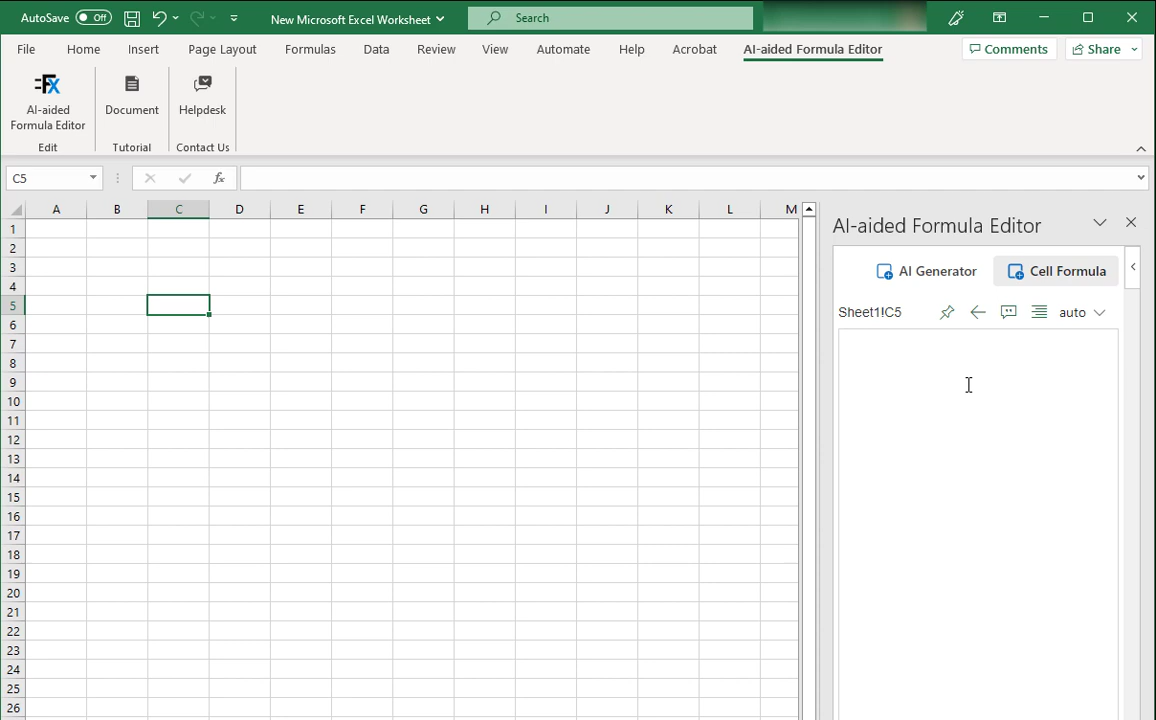 AutoSave Off New Microsoft Excel Worksheet Search
File Home Insert Page Layout Formulas Data Review View Automate Help Acrobat AI-aided Formula Editor Comments Share
=Fx
AI-aided Document Helpdesk
Formula Editor
Edit Tutorial Contact Us
C5 fx
A B C D E F G H I J K L M
AI-aided Formula Editor
AI Generator Cell Formula
Sheet1!C5 auto
1
2
3
4
5
6
7
8
9
10
11
12
13
14
15
16
17
18
19
20
21
22
23
24
25
26